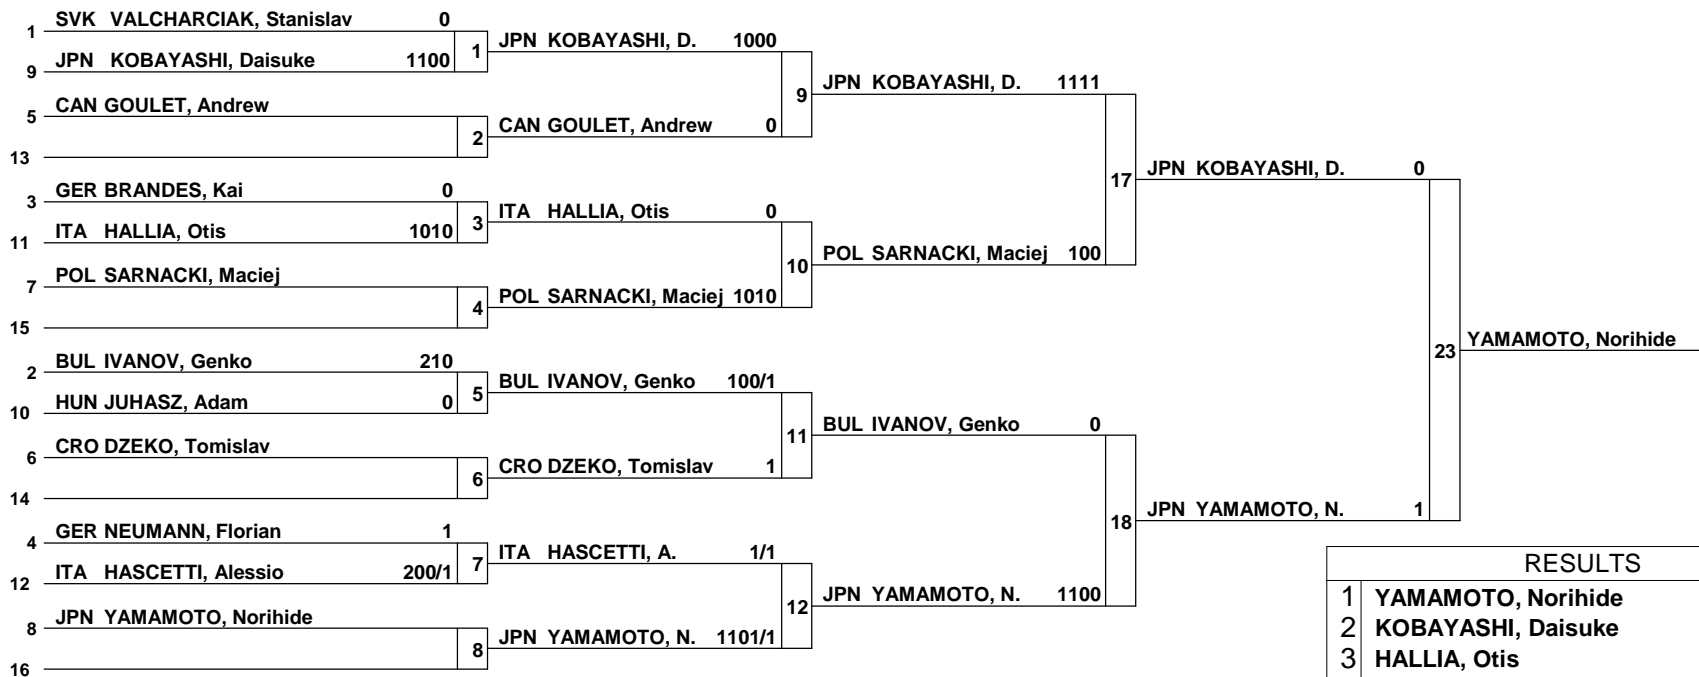 1 SVK VALCHARCIAK, Stanislav 0
9 JPN KOBAYASHI, Daisuke 1100
1
5 CAN GOULET, Andrew
13
2
3 GER BRANDES, Kai 0
11 ITA HALLIA, Otis 1010
3
7 POL SARNACKI, Maciej
15
4
2 BUL IVANOV, Genko 210
10 HUN JUHASZ, Adam 0
5
6 CRO DZEKO, Tomislav
14
6
4 GER NEUMANN, Florian 1
12 ITA HASCETTI, Alessio 200/1
7
8 JPN YAMAMOTO, Norihide
16
8
JPN KOBAYASHI, D. 1000
CAN GOULET, Andrew 0
9
ITA HALLIA, Otis 0
POL SARNACKI, Maciej 1010
10
BUL IVANOV, Genko 100/1
CRO DZEKO, Tomislav 1
11
ITA HASCETTI, A. 1/1
JPN YAMAMOTO, N. 1101/1
12
JPN KOBAYASHI, D. 1111
POL SARNACKI, Maciej 100
17
BUL IVANOV, Genko 0
JPN YAMAMOTO, N. 1100
18
JPN KOBAYASHI, D. 0
JPN YAMAMOTO, N. 1
23
YAMAMOTO, Norihide
RESULTS
1 YAMAMOTO, Norihide
2 KOBAYASHI, Daisuke
3 HALLIA, Otis